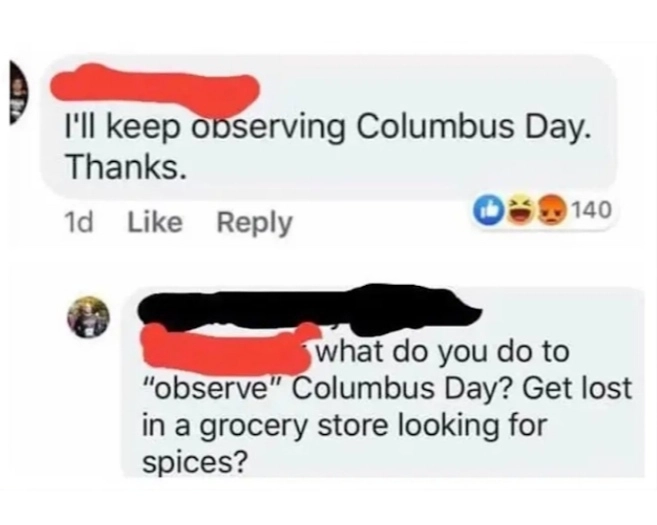 I'll keep observing Columbus Day.
Thanks.
1d Like Reply
140
what do you do to
"observe" Columbus Day? Get lost
in a grocery store looking for
spices?